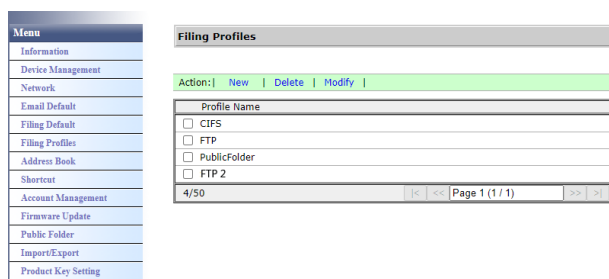 Menu
Information
Device Management
Network
Email Default
Filing Default
Filing Profiles
Address Book
Shortcut
Account Management
Firmware Update
Public Folder
Import/Export
Product Key Setting
Filing Profiles
Action:| New | Delete | Modify |
Profile Name
CIFS
FTP
PublicFolder
FTP 2
4/50 |< << Page 1 (1 / 1) >> >|